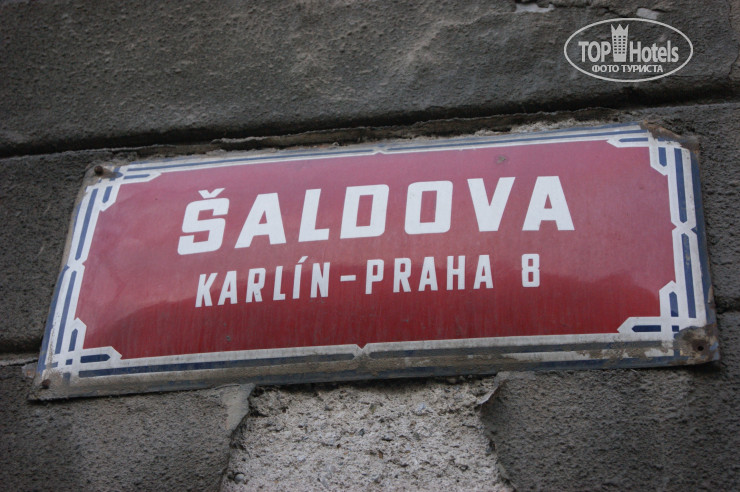 TOP Hotels
ФОТО ТУРИСТА
ŠALDOVA
KARLÍN-PRAHA 8